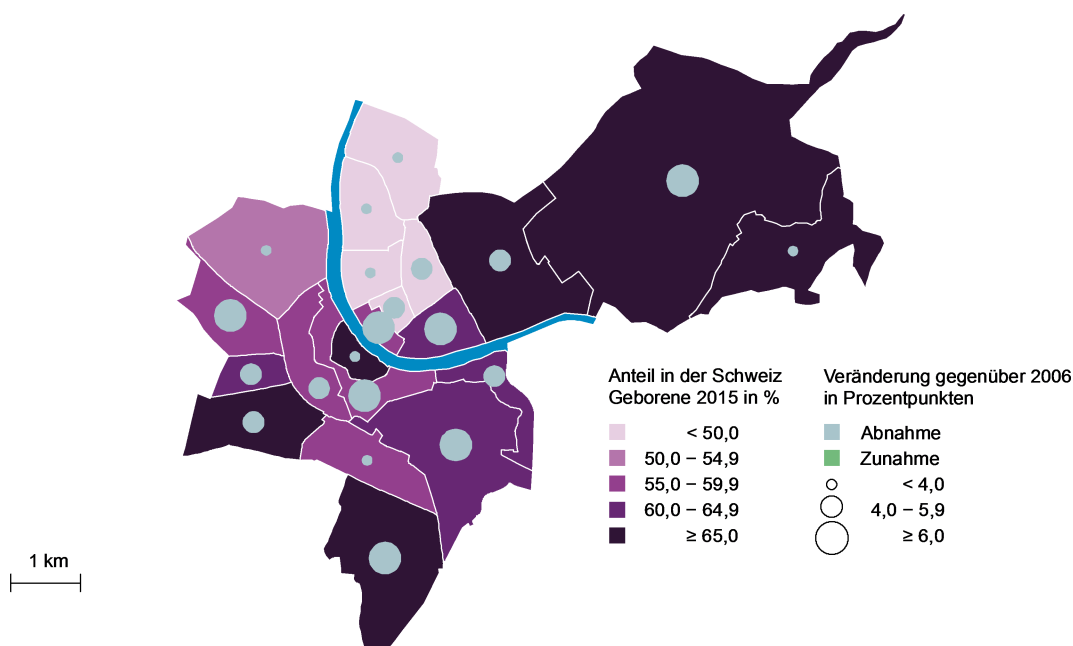 Anteil in der Schweiz
Geborene 2015 in %
< 50,0
50,0 – 54,9
55,0 – 59,9
60,0 – 64,9
≥ 65,0
Veränderung gegenüber 2006
in Prozentpunkten
Abnahme
Zunahme
< 4,0
4,0 – 5,9
≥ 6,0
1 km